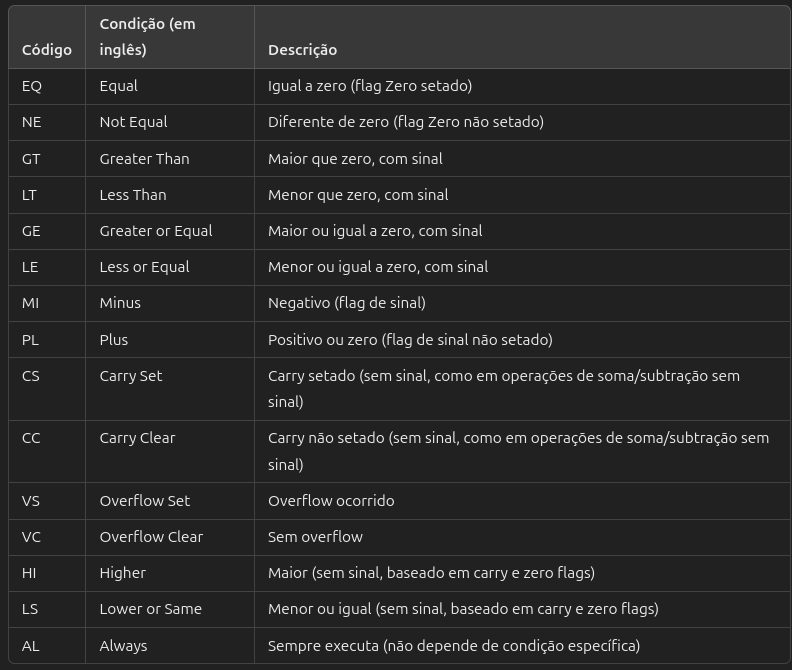 Código Condição (em inglês) Descrição
EQ Equal Igual a zero (flag Zero setado)
NE Not Equal Diferente de zero (flag Zero não setado)
GT Greater Than Maior que zero, com sinal
LT Less Than Menor que zero, com sinal
GE Greater or Equal Maior ou igual a zero, com sinal
LE Less or Equal Menor ou igual a zero, com sinal
MI Minus Negativo (flag de sinal)
PL Plus Positivo ou zero (flag de sinal não setado)
CS Carry Set Carry setado (sem sinal, como em operações de soma/subtração sem
sinal)
CC Carry Clear Carry não setado (sem sinal, como em operações de soma/subtração sem
sinal)
VS Overflow Set Overflow ocorrido
VC Overflow Clear Sem overflow
HI Higher Maior (sem sinal, baseado em carry e zero flags)
LS Lower or Same Menor ou igual (sem sinal, baseado em carry e zero flags)
AL Always Sempre executa (não depende de condição específica)